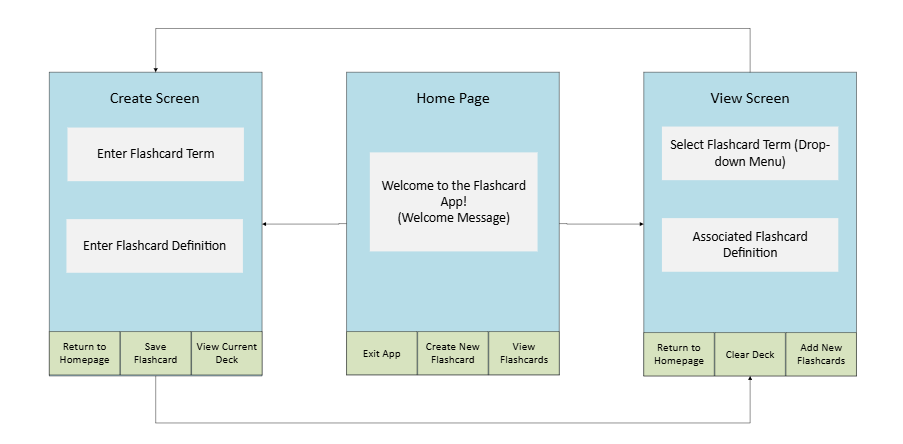 Create Screen
Enter Flashcard Term
Enter Flashcard Definition
Return to
Homepage
Save
Flashcard
View Current
Deck
Home Page
Welcome to the Flashcard
App!
(Welcome Message)
Exit App
Create New
Flashcard
View
Flashcards
View Screen
Select Flashcard Term (Drop-
down Menu)
Associated Flashcard
Definition
Return to
Homepage
Clear Deck
Add New
Flashcards